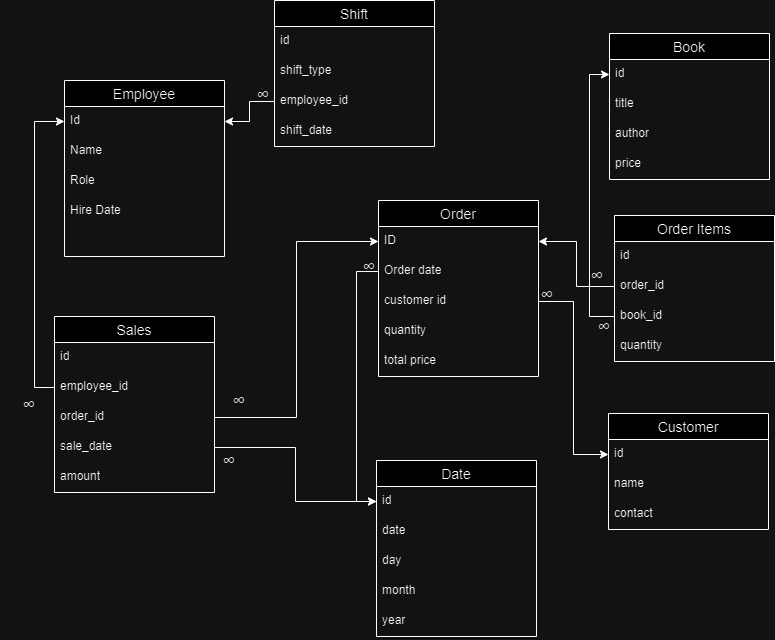 Shift
id
shift_type
∞
employee_id
shift_date
Employee
Id
Name
Role
Hire Date
Book
id
title
author
price
Order
ID
∞
Order date
customer id
∞
quantity
total price
Order Items
id
∞
order_id
book_id
∞
quantity
Sales
id
employee_id
∞
∞
order_id
sale_date
∞
amount
Customer
id
name
contact
Date
id
date
day
month
year